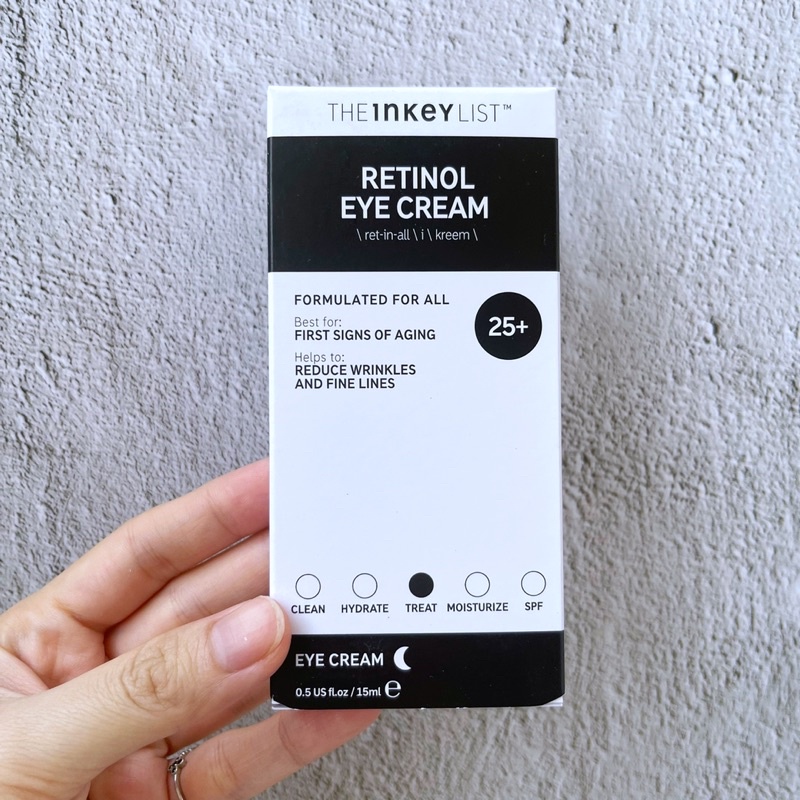 THE INKEY LIST™
RETINOL
EYE CREAM
\ ret-in-all \ i \ kreem \
FORMULATED FOR ALL
Best for:
FIRST SIGNS OF AGING
25+
Helps to:
REDUCE WRINKLES
AND FINE LINES
CLEAN HYDRATE TREAT MOISTURIZE SPF
EYE CREAM
0.5 US fl.oz / 15ml ℮